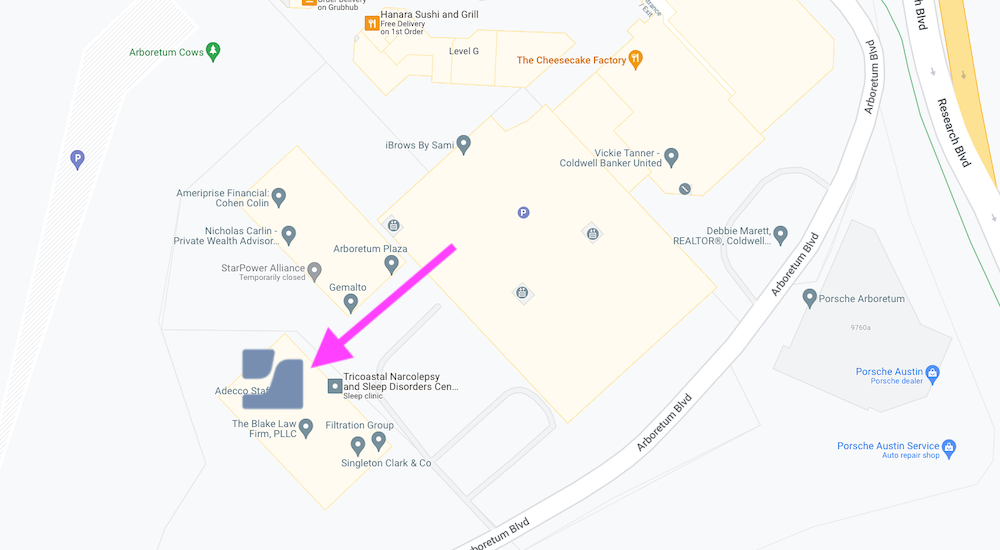 Order Delivery
on Grubhub
Hanara Sushi and Grill
Free Delivery
on 1st Order
Entrance
/ Exit
Level G
Arboretum Cows
The Cheesecake Factory
Arboretum Blvd
Research Blvd
P
iBrows By Sami
Vickie Tanner -
Coldwell Banker United
Ameriprise Financial:
Cohen Colin
P
Nicholas Carlin -
Private Wealth Advisor...
Debbie Marett,
REALTOR®, Coldwell...
Arboretum Plaza
Arboretum Blvd
StarPower Alliance
Temporarily closed
Gemalto
Porsche Arboretum
9760a
Tricoastal Narcolepsy
and Sleep Disorders Cen...
Sleep clinic
Porsche Austin
Porsche dealer
Adecco Staf
Arboretum Blvd
The Blake Law
Firm, PLLC
Filtration Group
Singleton Clark & Co
Porsche Austin Service
Auto repair shop
Arboretum Blvd